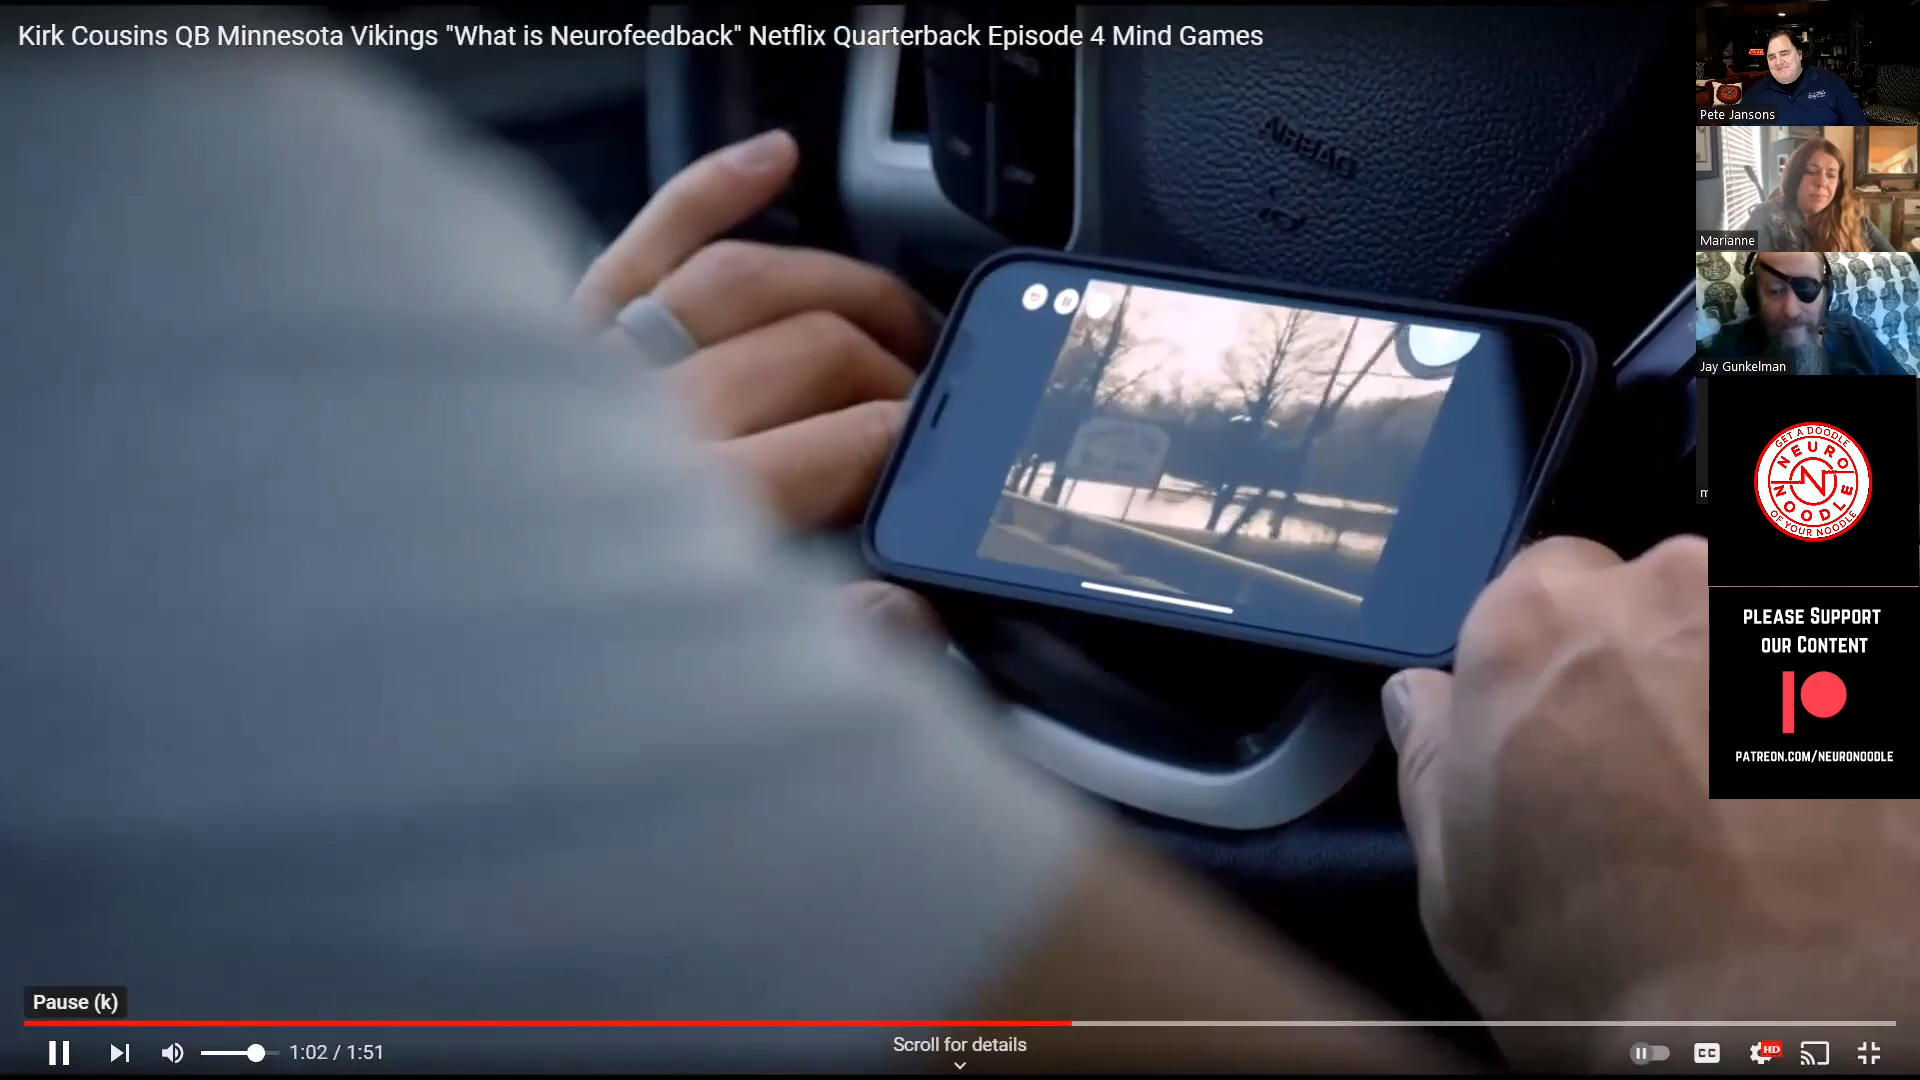 Kirk Cousins QB Minnesota Vikings "What is Neurofeedback" Netflix Quarterback Episode 4 Mind Games
Pete Jansons
Marianne
Jay Gunkelman
m
AIRBAG
GET A DOODLE
NEURO
N
NOODLE
OF YOUR NOODLE
PLEASE SUPPORT
OUR CONTENT
PATREON.COM/NEURONOODLE
Pause (k)
1:02 / 1:51
Scroll for details
CC
HD